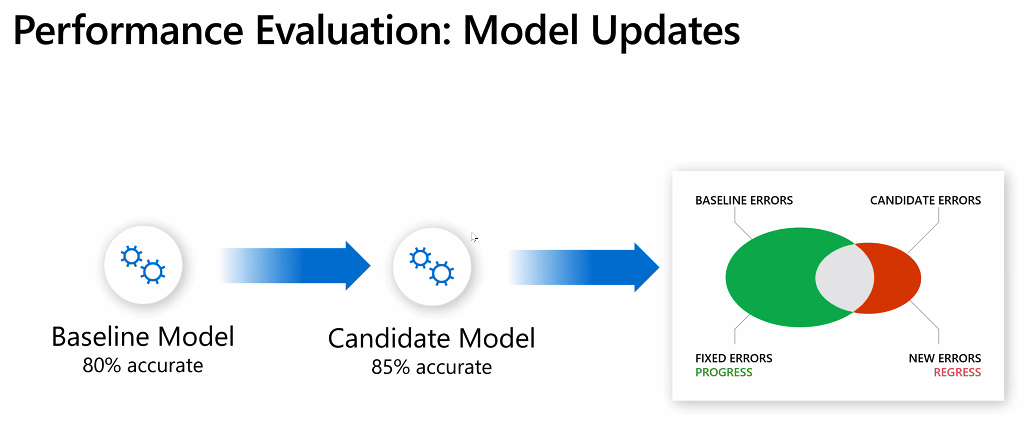 Performance Evaluation: Model Updates
BASELINE ERRORS
CANDIDATE ERRORS
Baseline Model
80% accurate
Candidate Model
85% accurate
FIXED ERRORS
PROGRESS
NEW ERRORS
REGRESS